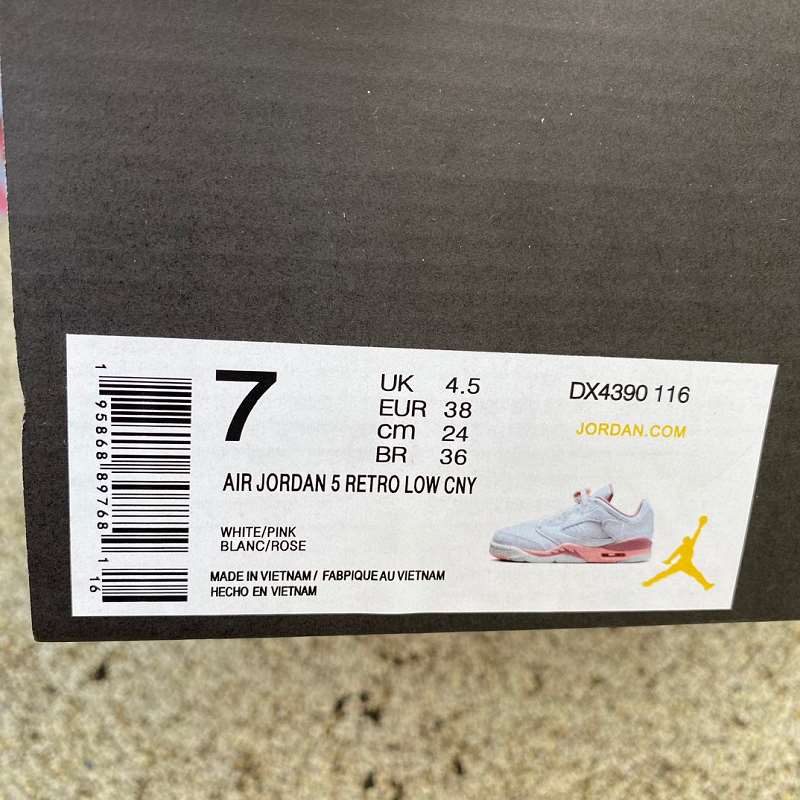 7
UK 4.5
EUR 38
cm 24
BR 36
DX4390 116
JORDAN.COM
AIR JORDAN 5 RETRO LOW CNY
WHITE/PINK
BLANC/ROSE
MADE IN VIETNAM / FABPIQUE AU VIETNAM
HECHO EN VIETNAM
1 95868 89768 1 16